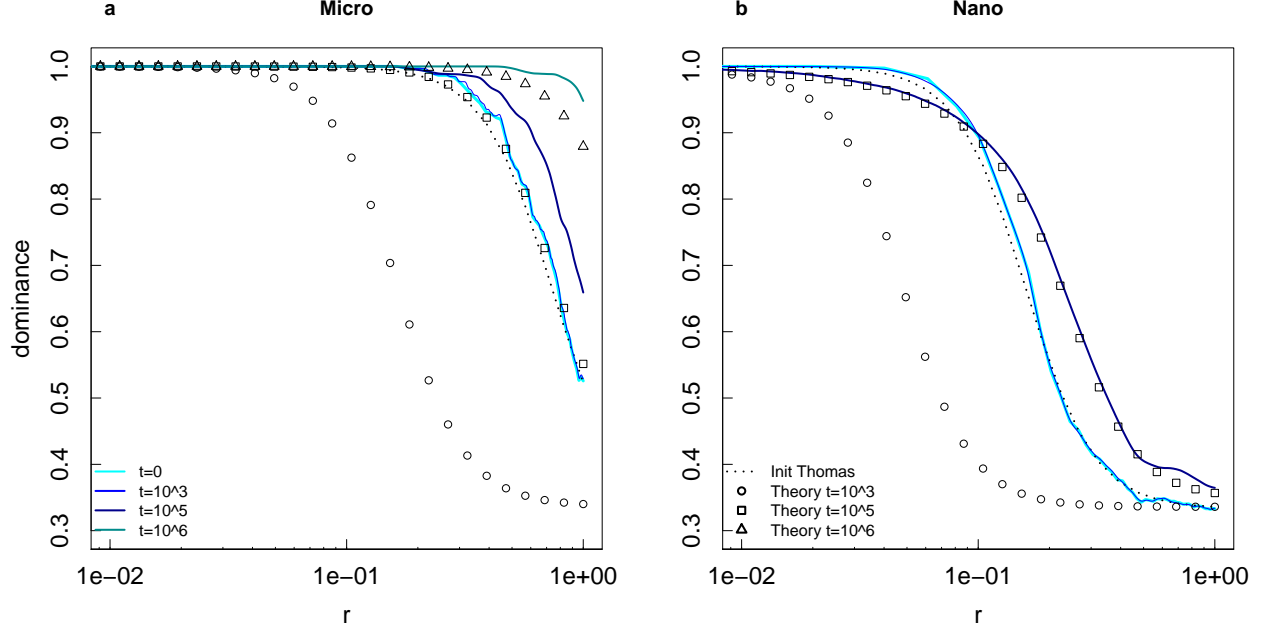 a
Micro
dominance
1.0
0.9
0.8
0.7
0.6
0.5
0.4
0.3
t=0
t=10^3
t=10^5
t=10^6
1e−02
1e−01
1e+00
r
b
Nano
1.0
0.9
0.8
0.7
0.6
0.5
0.4
0.3
Init Thomas
Theory t=10^3
Theory t=10^5
Theory t=10^6
1e−02
1e−01
1e+00
r